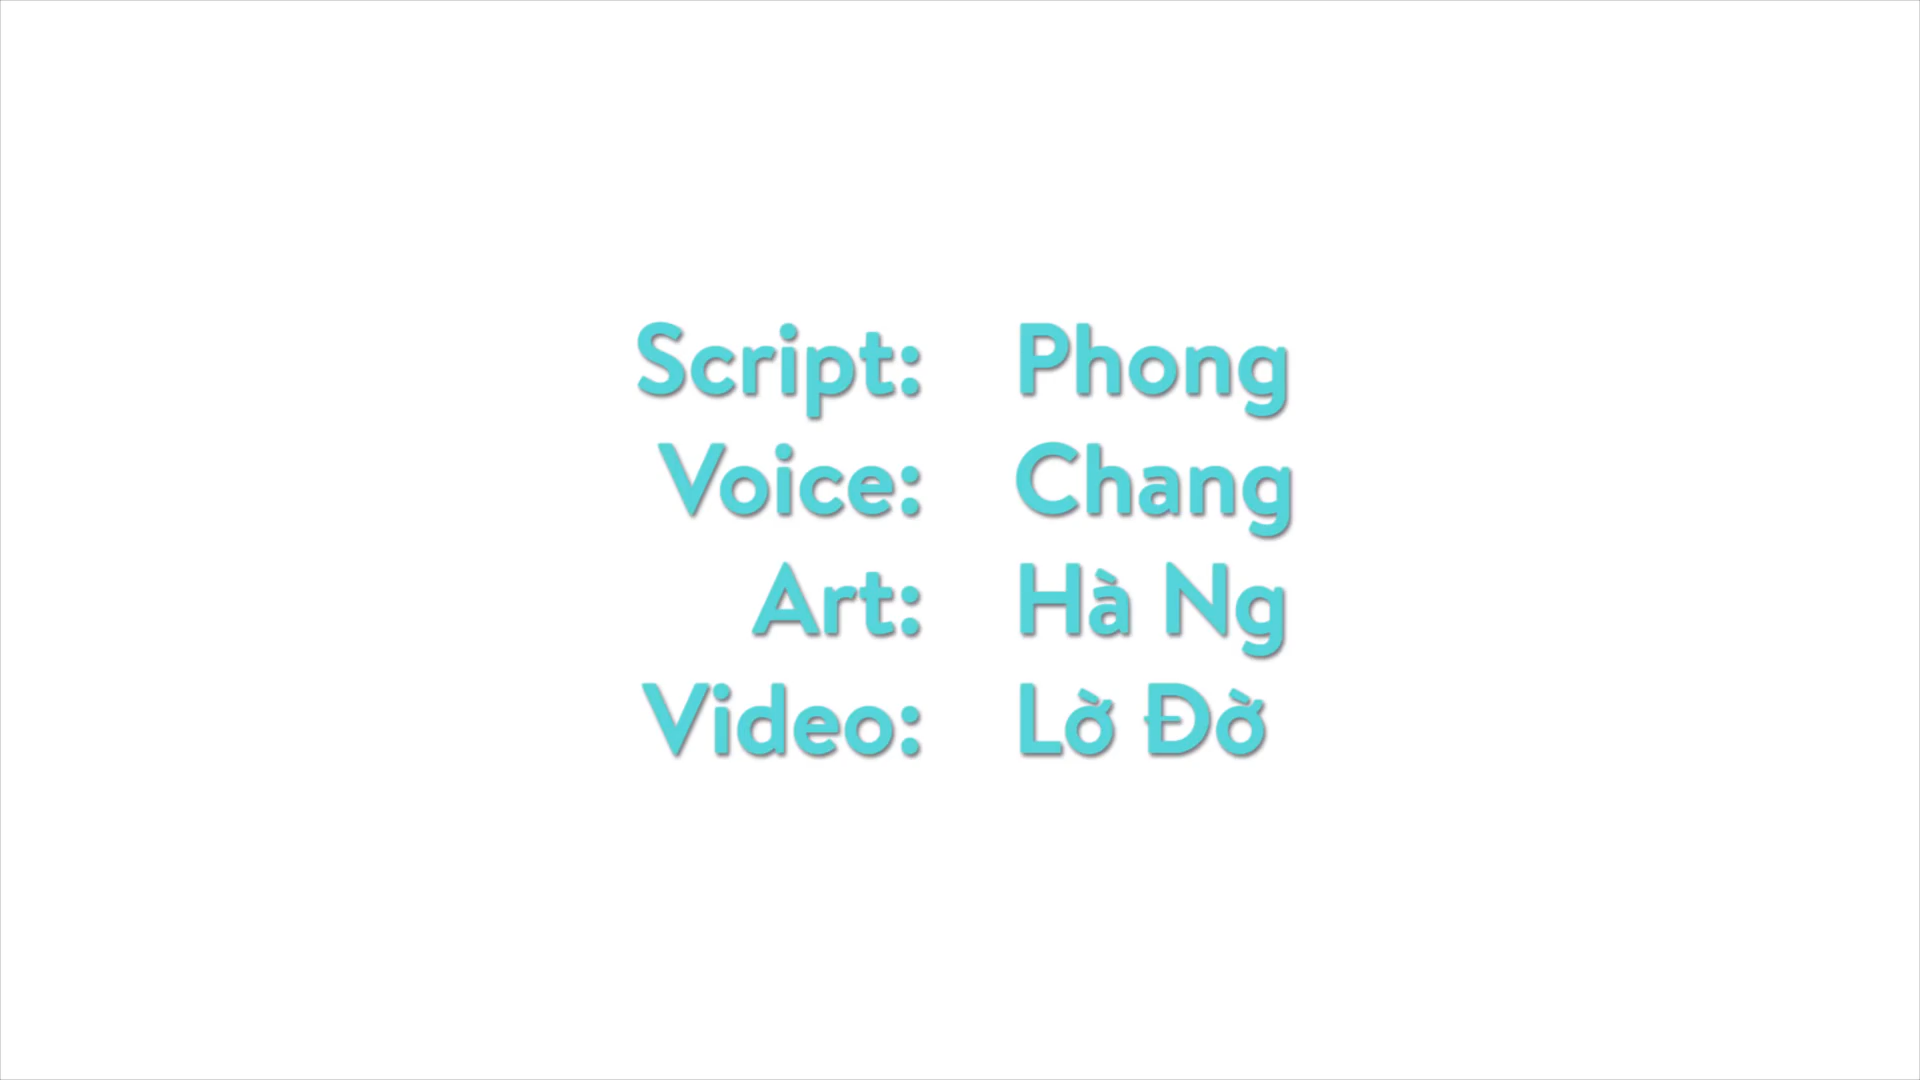 Script: Phong
Voice: Chang
Art: Hà Ng
Video: Lờ Đờ